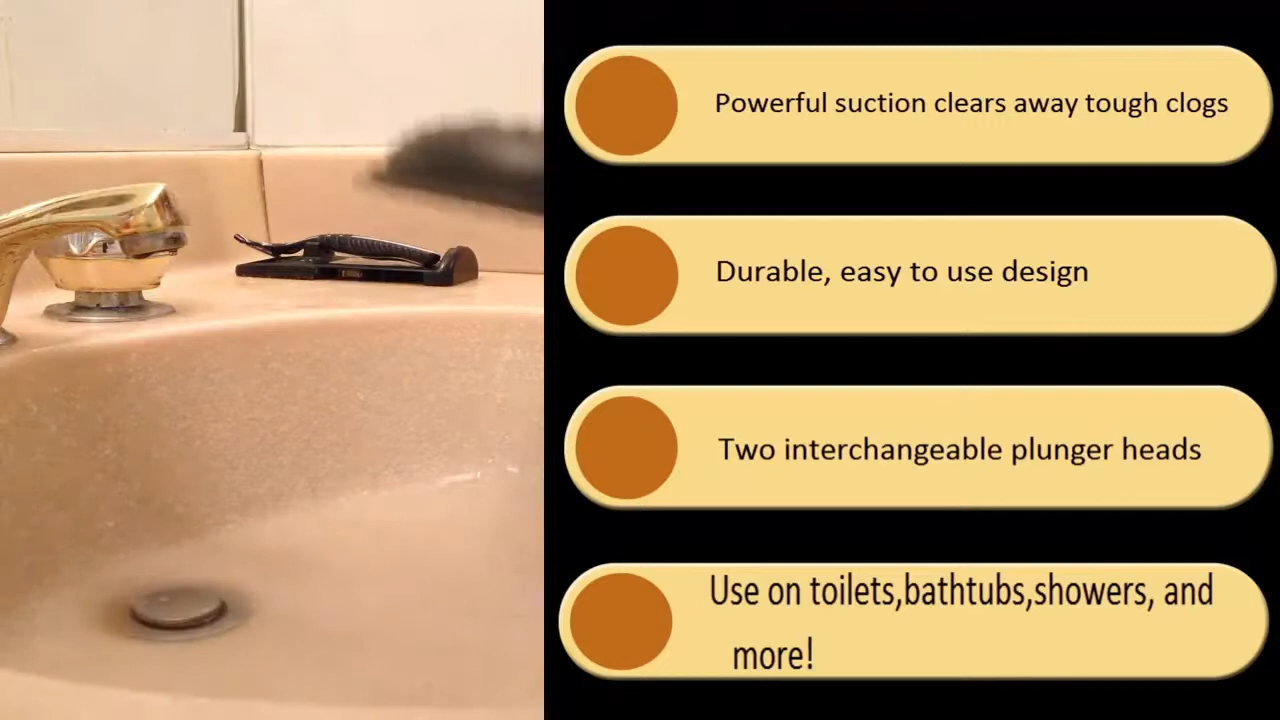 Powerful suction clears away tough clogs
Durable, easy to use design
Two interchangeable plunger heads
Use on toilets,bathtubs,showers, and
more!